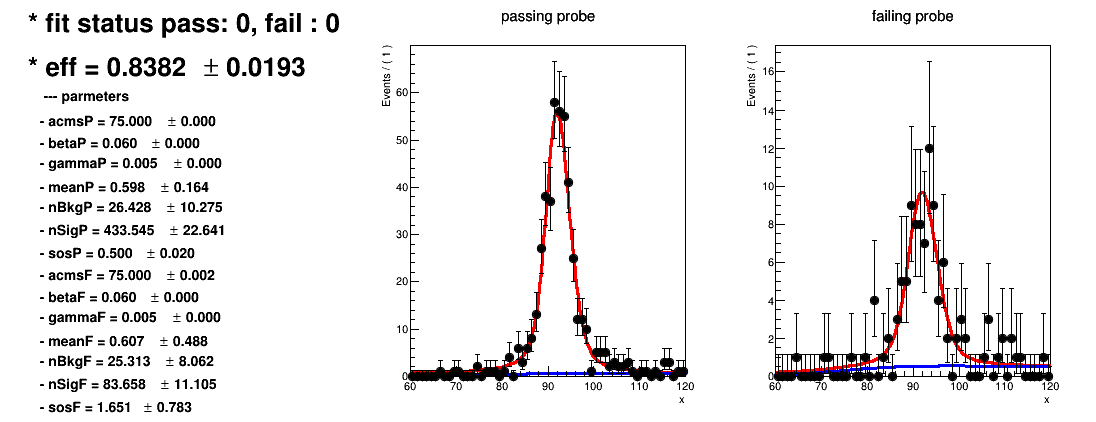 * fit status pass: 0, fail : 0
* eff = 0.8382 ± 0.0193
--- parmeters
- acmsP = 75.000 ± 0.000
- betaP = 0.060 ± 0.000
- gammaP = 0.005 ± 0.000
- meanP = 0.598 ± 0.164
- nBkgP = 26.428 ± 10.275
- nSigP = 433.545 ± 22.641
- sosP = 0.500 ± 0.020
- acmsF = 75.000 ± 0.002
- betaF = 0.060 ± 0.000
- gammaF = 0.005 ± 0.000
- meanF = 0.607 ± 0.488
- nBkgF = 25.313 ± 8.062
- nSigF = 83.658 ± 11.105
- sosF = 1.651 ± 0.783
passing probe
Events / ( 1 )
60
50
40
30
20
10
0
60 70 80 90 100 110 120
x
failing probe
Events / ( 1 )
16
14
12
10
8
6
4
2
0
60 70 80 90 100 110 120
x